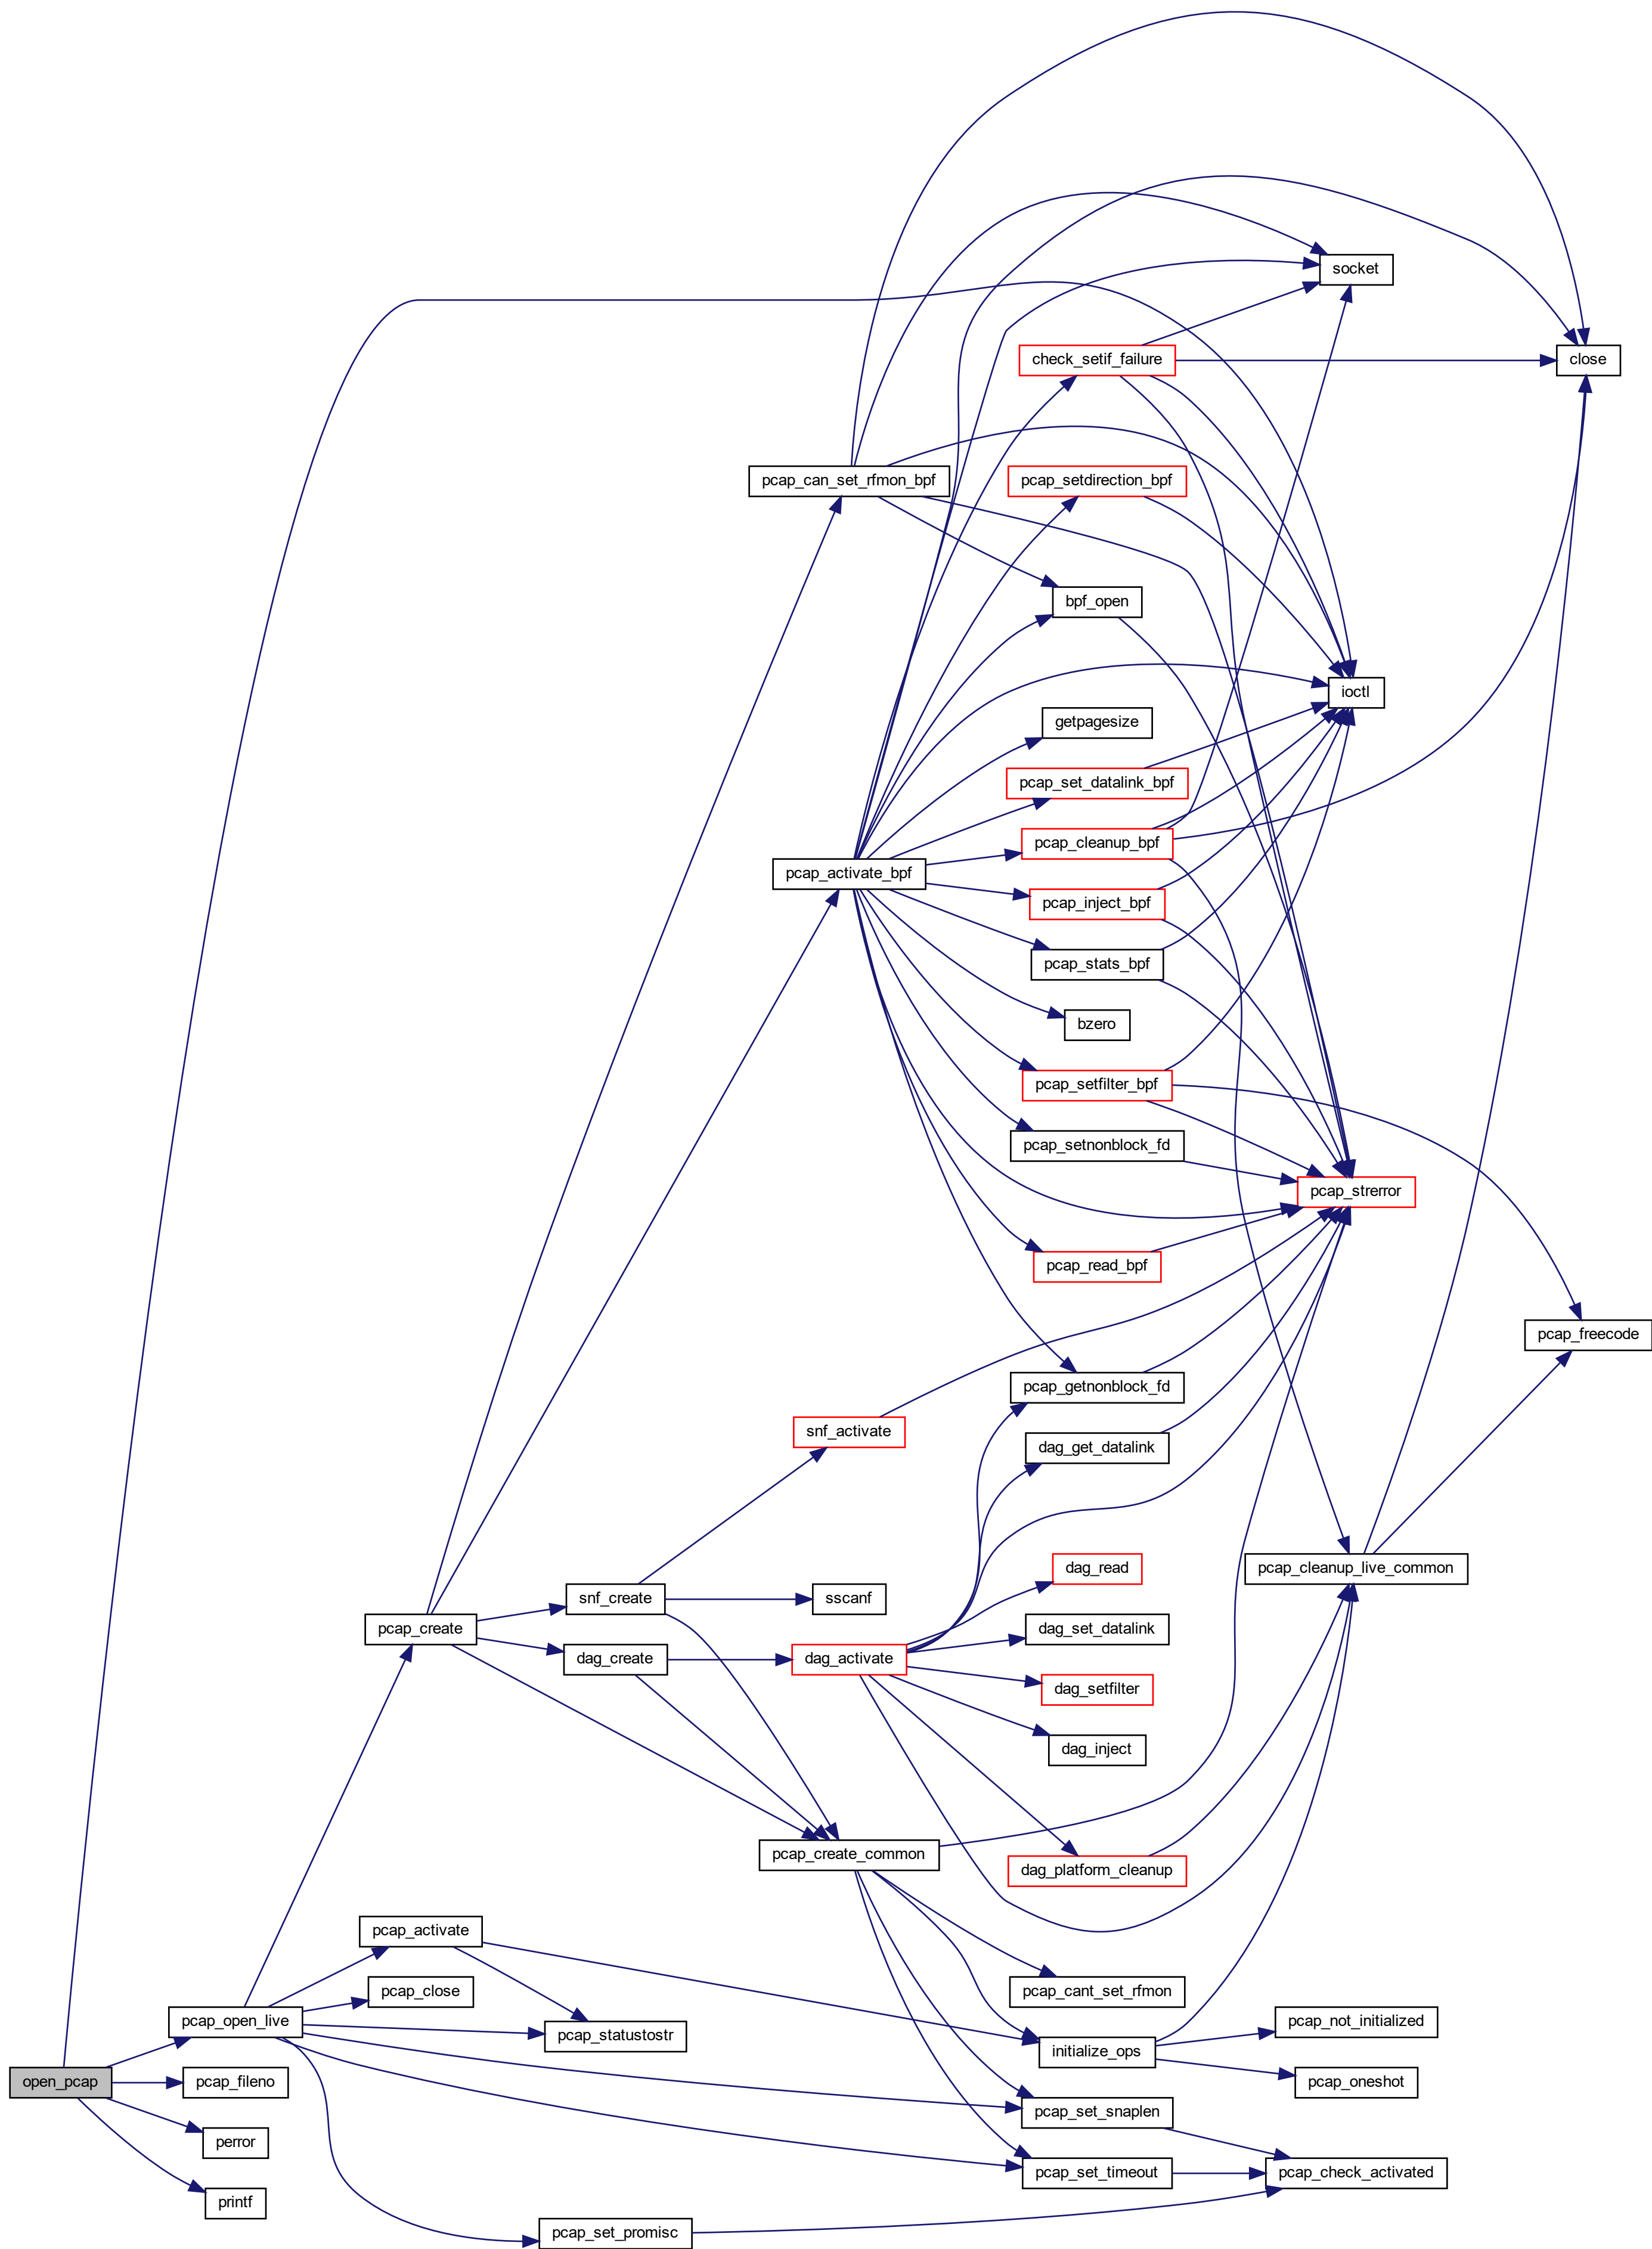 socket
check_setif_failure
close
pcap_can_set_rfmon_bpf
pcap_setdirection_bpf
bpf_open
ioctl
getpagesize
pcap_set_datalink_bpf
pcap_cleanup_bpf
pcap_activate_bpf
pcap_inject_bpf
pcap_stats_bpf
bzero
pcap_setfilter_bpf
pcap_setnonblock_fd
pcap_strerror
pcap_read_bpf
pcap_freecode
pcap_getnonblock_fd
snf_activate
dag_get_datalink
dag_read
pcap_cleanup_live_common
snf_create
sscanf
pcap_create
dag_set_datalink
dag_create
dag_activate
dag_setfilter
dag_inject
pcap_create_common
dag_platform_cleanup
pcap_activate
pcap_close
pcap_cant_set_rfmon
pcap_open_live
pcap_not_initialized
pcap_statustostr
initialize_ops
open_pcap
pcap_fileno
pcap_oneshot
pcap_set_snaplen
perror
pcap_set_timeout
pcap_check_activated
printf
pcap_set_promisc